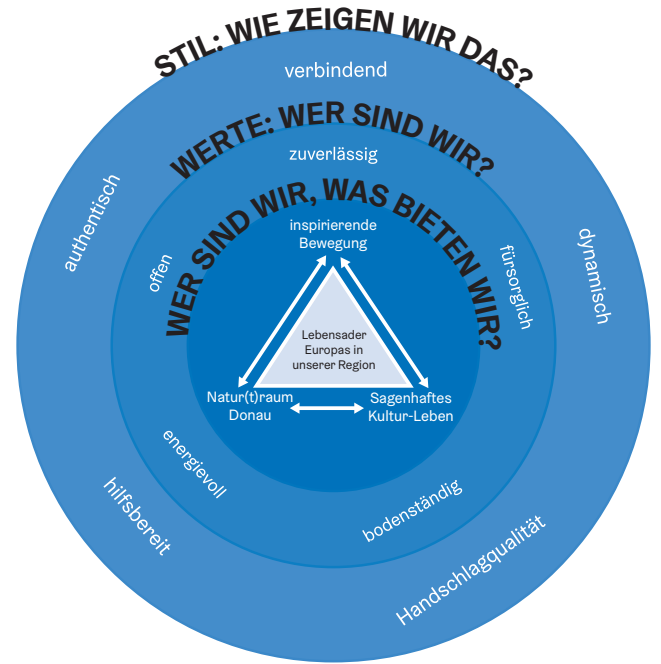 STIL: WIE ZEIGEN WIR DAS?
verbindend
authentisch
dynamisch
hilfsbereit
Handschlagqualität
WERTE: WER SIND WIR?
zuverlässig
offen
fürsorglich
energievoll
bodenständig
WER SIND WIR, WAS BIETEN WIR?
inspirierende
Bewegung
Lebensader
Europas in
unserer Region
Natur(t)raum
Donau
Sagenhaftes
Kultur-Leben